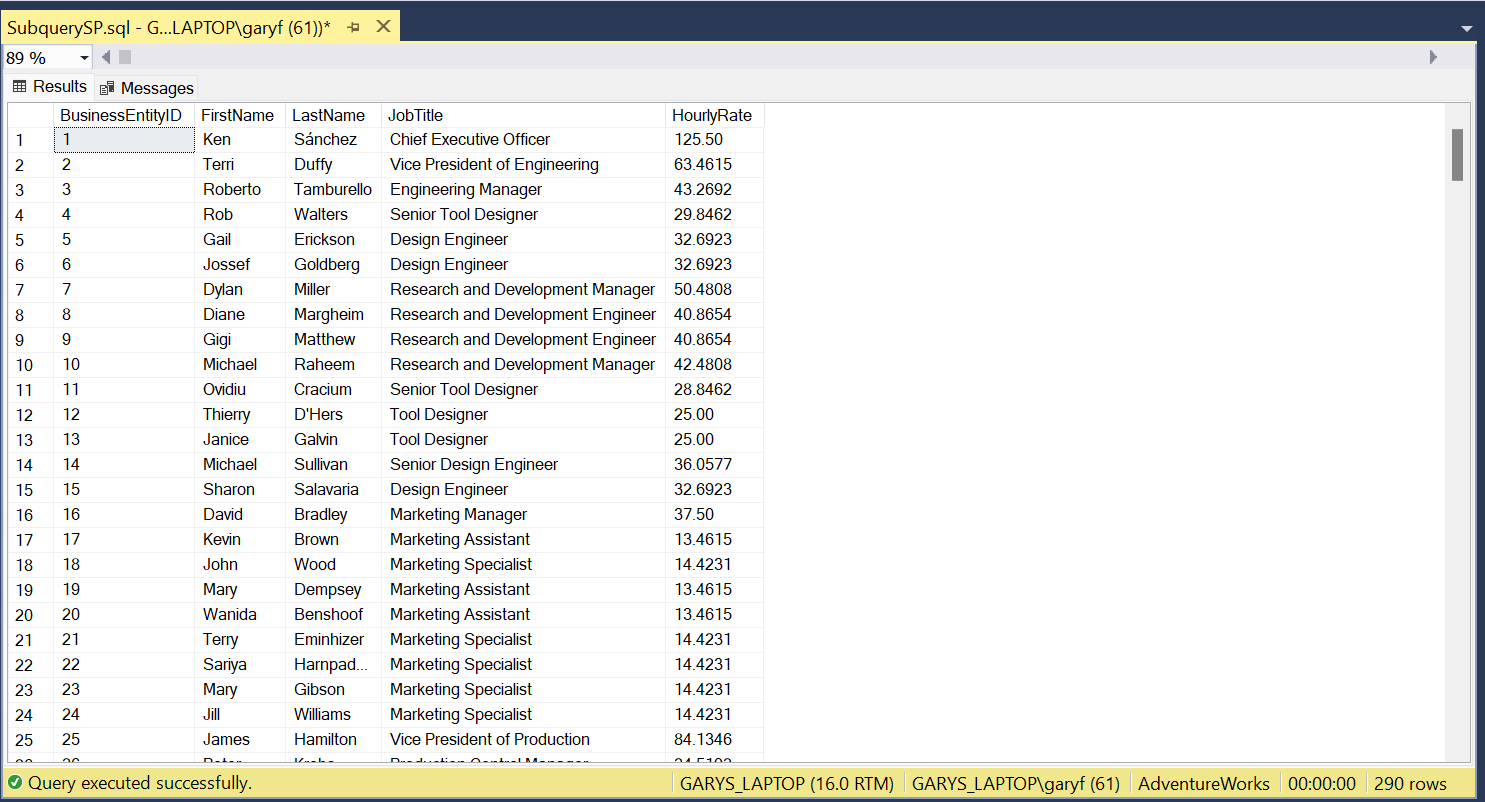 SubquerySP.sql - G...LAPTOP\garyf (61))*
89 %
Results Messages
BusinessEntityID FirstName LastName JobTitle HourlyRate
1 1 Ken Sánchez Chief Executive Officer 125.50
2 2 Terri Duffy Vice President of Engineering 63.4615
3 3 Roberto Tamburello Engineering Manager 43.2692
4 4 Rob Walters Senior Tool Designer 29.8462
5 5 Gail Erickson Design Engineer 32.6923
6 6 Jossef Goldberg Design Engineer 32.6923
7 7 Dylan Miller Research and Development Manager 50.4808
8 8 Diane Margheim Research and Development Engineer 40.8654
9 9 Gigi Matthew Research and Development Engineer 40.8654
10 10 Michael Raheem Research and Development Manager 42.4808
11 11 Ovidiu Cracium Senior Tool Designer 28.8462
12 12 Thierry D'Hers Tool Designer 25.00
13 13 Janice Galvin Tool Designer 25.00
14 14 Michael Sullivan Senior Design Engineer 36.0577
15 15 Sharon Salavaria Design Engineer 32.6923
16 16 David Bradley Marketing Manager 37.50
17 17 Kevin Brown Marketing Assistant 13.4615
18 18 John Wood Marketing Specialist 14.4231
19 19 Mary Dempsey Marketing Assistant 13.4615
20 20 Wanida Benshoof Marketing Assistant 13.4615
21 21 Terry Eminhizer Marketing Specialist 14.4231
22 22 Sariya Harnpad... Marketing Specialist 14.4231
23 23 Mary Gibson Marketing Specialist 14.4231
24 24 Jill Williams Marketing Specialist 14.4231
25 25 James Hamilton Vice President of Production 84.1346
Query executed successfully. GARYS_LAPTOP (16.0 RTM) GARYS_LAPTOP\garyf (61) AdventureWorks 00:00:00 290 rows